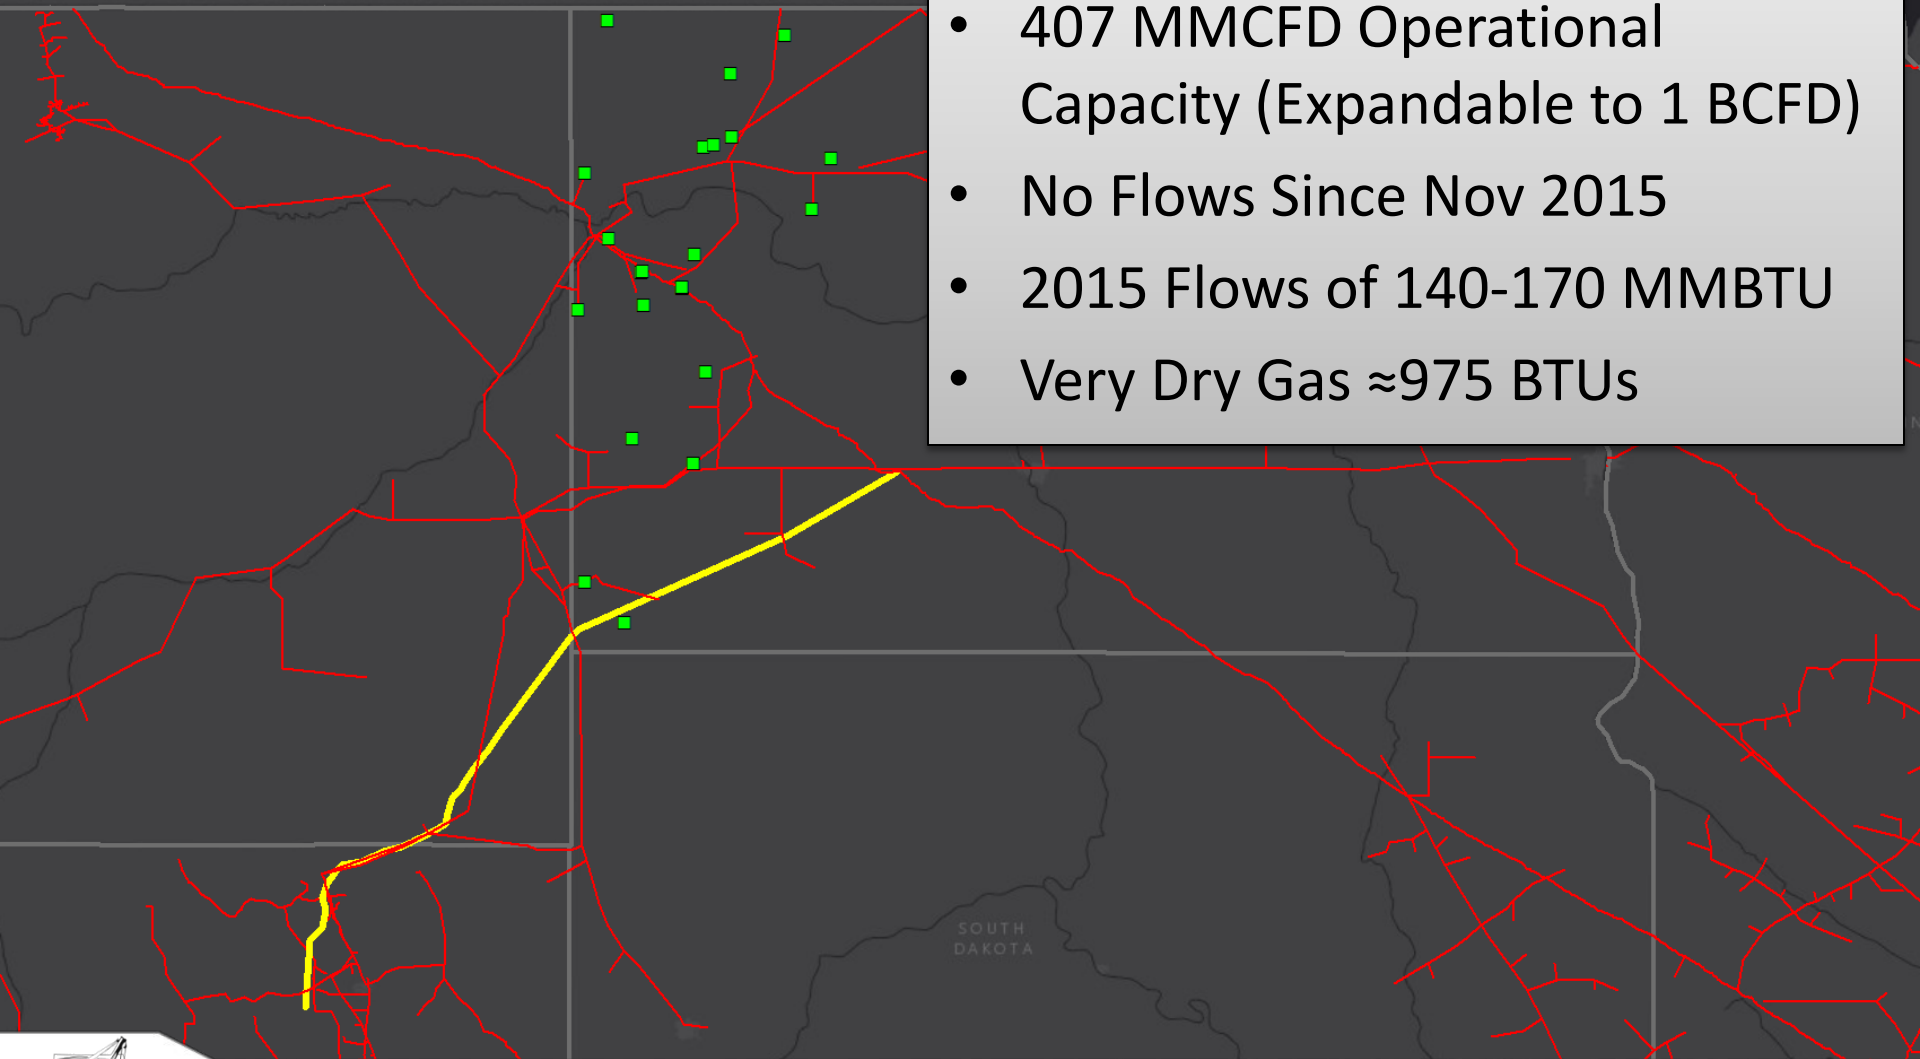 • 407 MMCFD Operational
Capacity (Expandable to 1 BCFD)
• No Flows Since Nov 2015
• 2015 Flows of 140-170 MMBTU
• Very Dry Gas ≈975 BTUs
SOUTH
DAKOTA